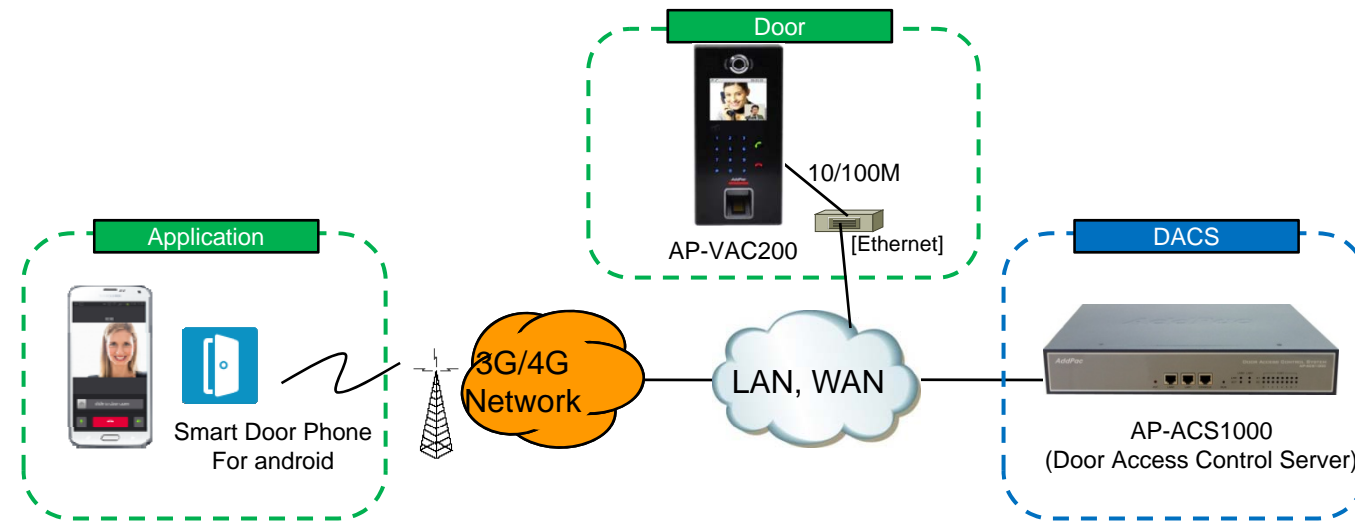 Door
10/100M
[Ethernet]
AP-VAC200
Application
Smart Door Phone
For android
3G/4G
Network
LAN, WAN
DACS
AddPac
AP-ACS1000
(Door Access Control Server)